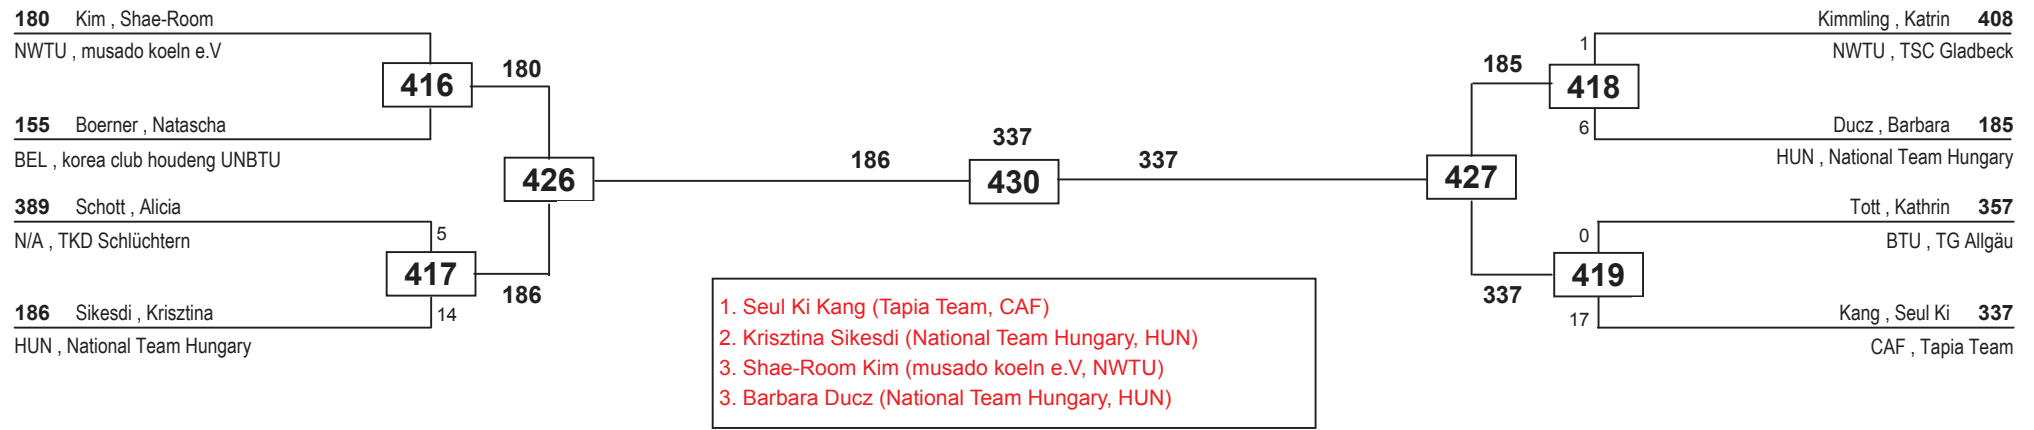 180 Kim , Shae-Room
NWTU , musado koeln e.V
416
180
155 Boerner , Natascha
BEL , korea club houdeng UNBTU
426
186
389 Schott , Alicia
N/A , TKD Schlüchtern
5
417
186
14
186 Sikesdi , Krisztina
HUN , National Team Hungary
337
430
337
Kimmling , Katrin 408
NWTU , TSC Gladbeck
1
185
418
6
Ducz , Barbara 185
HUN , National Team Hungary
427
Tott , Kathrin 357
BTU , TG Allgäu
0
419
337
17
Kang , Seul Ki 337
CAF , Tapia Team
1. Seul Ki Kang (Tapia Team, CAF)
2. Krisztina Sikesdi (National Team Hungary, HUN)
3. Shae-Room Kim (musado koeln e.V, NWTU)
3. Barbara Ducz (National Team Hungary, HUN)